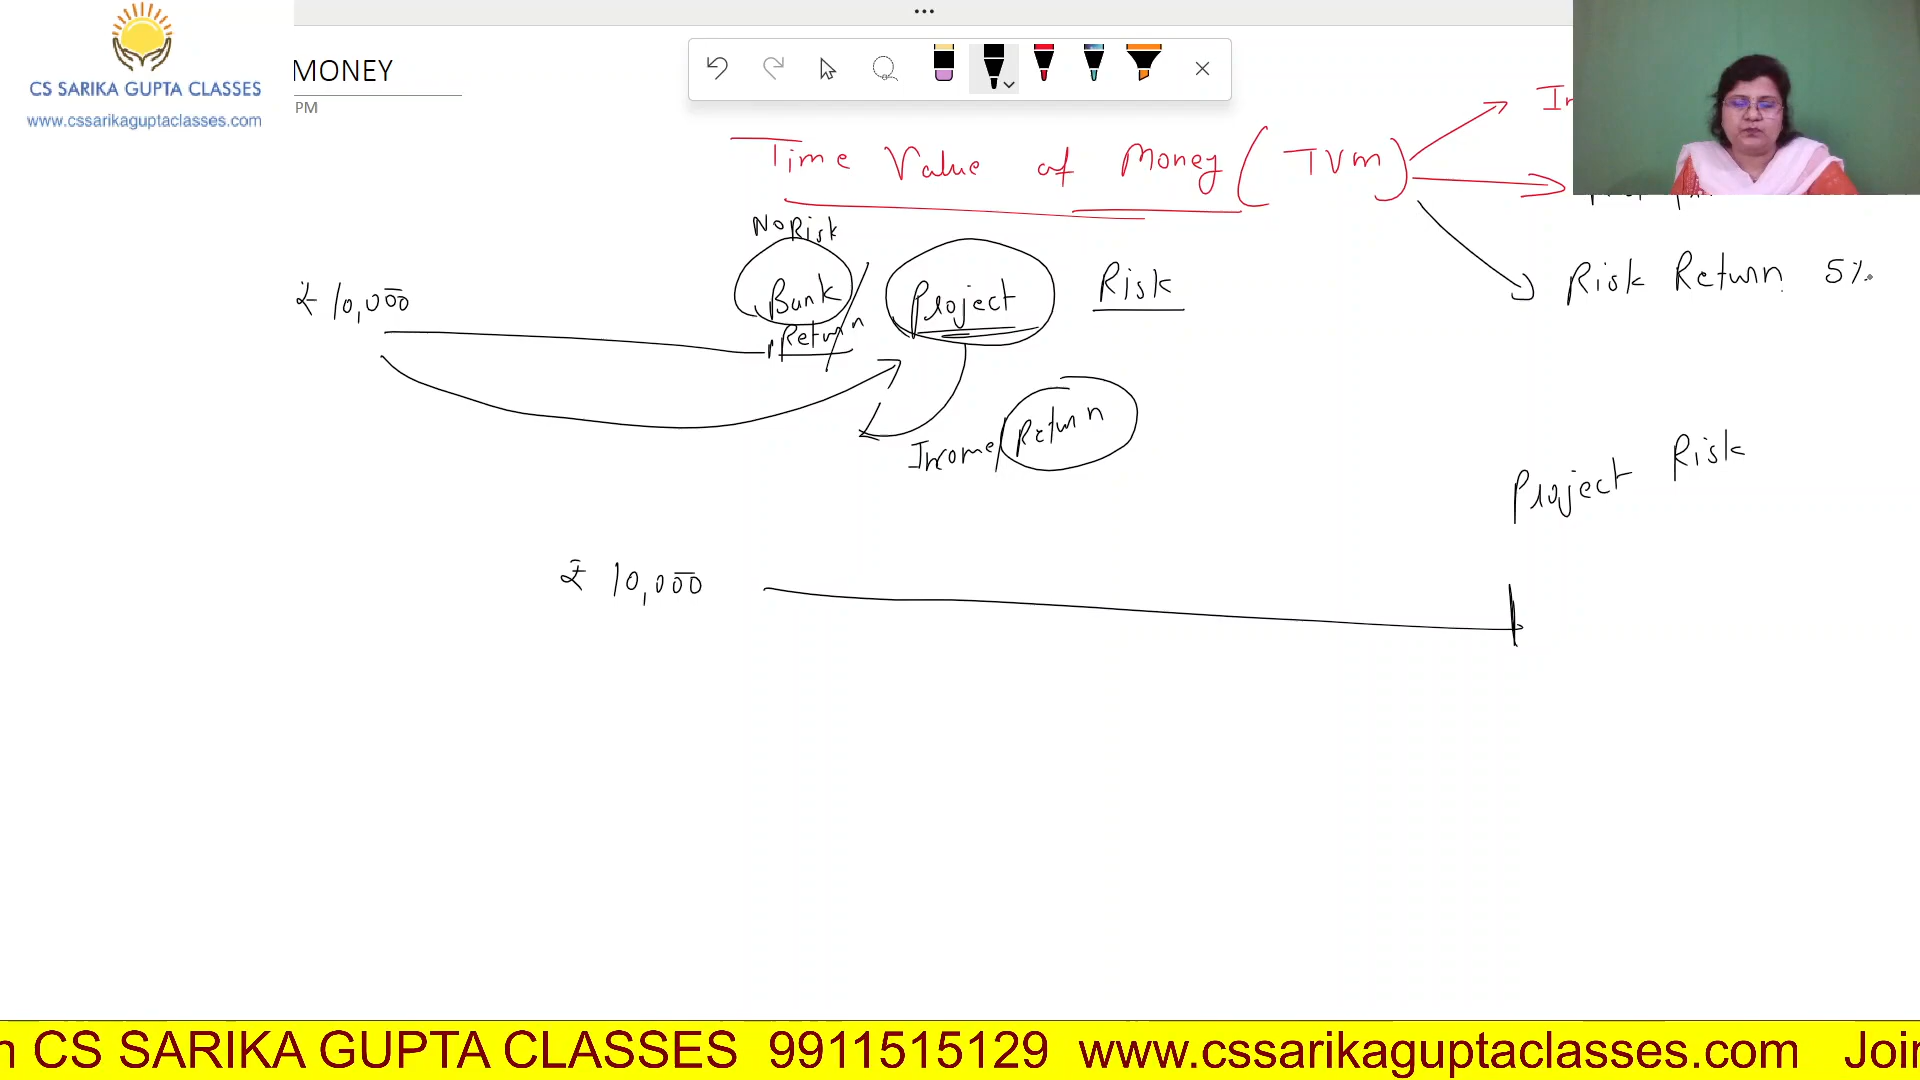 CS SARIKA GUPTA CLASSES
www.cssarikaguptaclasses.com
MONEY
PM
Time Value of Money (TVM)
In
Risk Return 5%
No Risk
Bank
Return
Project
Risk
₹ 10,000
Income/Return
Project Risk
₹ 10,000
n CS SARIKA GUPTA CLASSES 9911515129 www.cssarikaguptaclasses.com Join